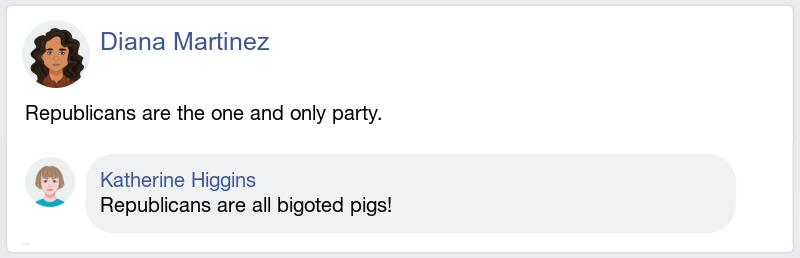 Diana Martinez
Republicans are the one and only party.
Katherine Higgins
Republicans are all bigoted pigs!